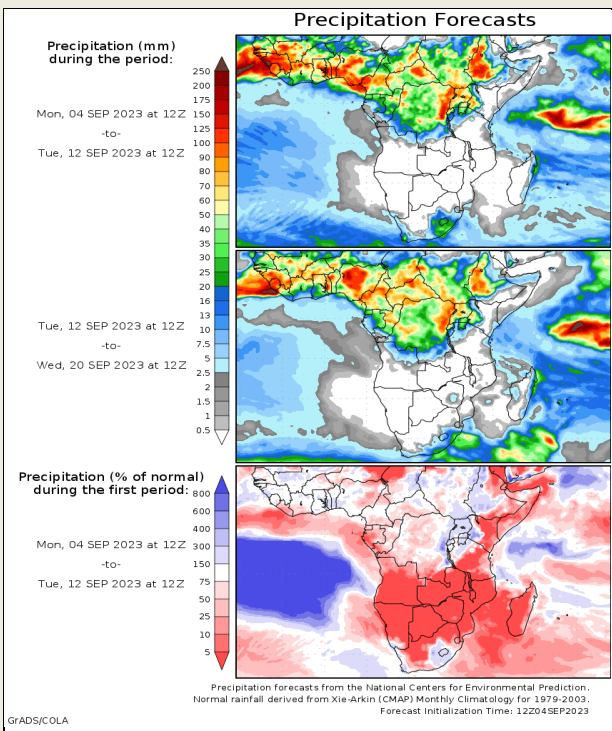 Precipitation Forecasts
Precipitation (mm)
during the period:
Mon, 04 SEP 2023 at 12Z
-to-
Tue, 12 SEP 2023 at 12Z
250
200
175
150
125
100
90
80
70
60
50
40
35
30
25
20
16
13
10
7.5
5
2.5
2
1.5
1
0.5
Tue, 12 SEP 2023 at 12Z
-to-
Wed, 20 SEP 2023 at 12Z
Precipitation (% of normal)
during the first period:
Mon, 04 SEP 2023 at 12Z
-to-
Tue, 12 SEP 2023 at 12Z
800
600
400
300
150
75
50
25
10
5
Precipitation forecasts from the National Centers for Environmental Prediction.
Normal rainfall derived from Xie-Arkin (CMAP) Monthly Climatology for 1979-2003.
Forecast Initialization Time: 12Z04SEP2023
GrADS/COLA